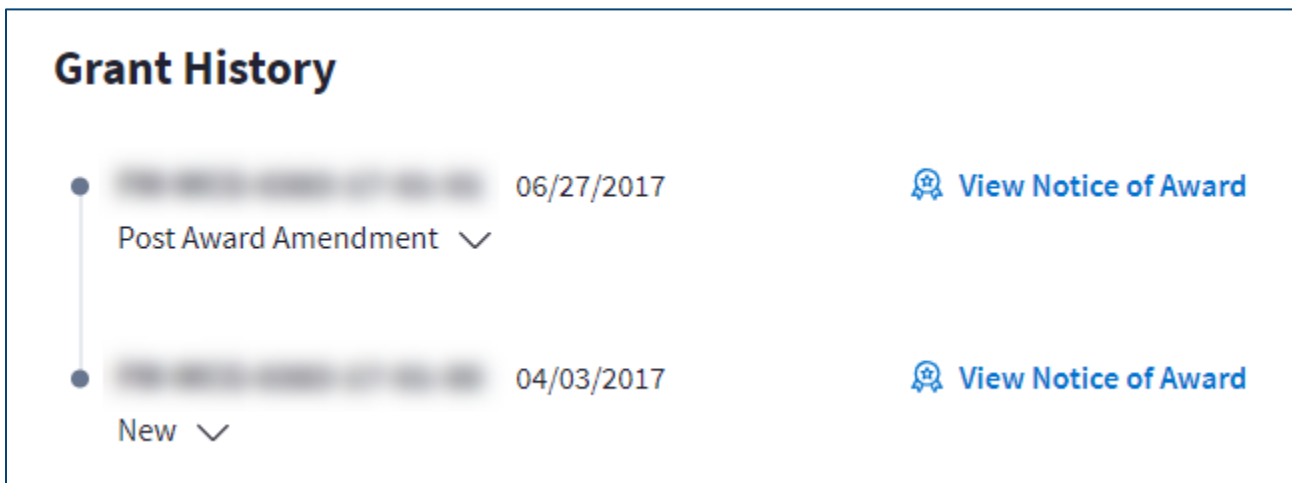 Grant History
06/27/2017 View Notice of Award
Post Award Amendment
04/03/2017 View Notice of Award
New